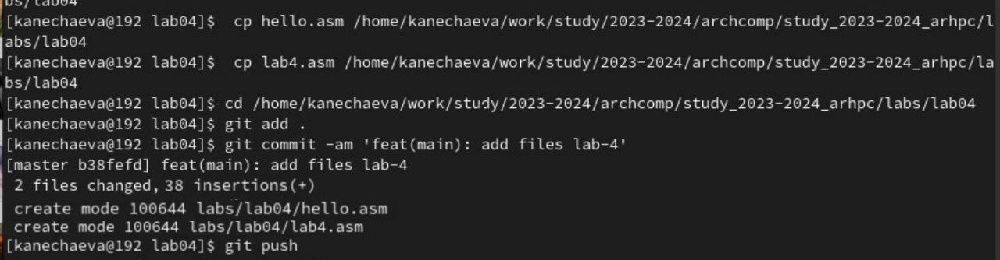 bs/lab04
[kanechaeva@192 lab04]$  cp hello.asm /home/kanechaeva/work/study/2023-2024/archcomp/study_2023-2024_arhpc/l
abs/lab04
[kanechaeva@192 lab04]$  cp lab4.asm /home/kanechaeva/work/study/2023-2024/archcomp/study_2023-2024_arhpc/la
bs/lab04
[kanechaeva@192 lab04]$ cd /home/kanechaeva/work/study/2023-2024/archcomp/study_2023-2024_arhpc/labs/lab04
[kanechaeva@192 lab04]$ git add .
[kanechaeva@192 lab04]$ git commit -am 'feat(main): add files lab-4'
[master b38fefd] feat(main): add files lab-4
 2 files changed, 38 insertions(+)
 create mode 100644 labs/lab04/hello.asm
 create mode 100644 labs/lab04/lab4.asm
[kanechaeva@192 lab04]$ git push